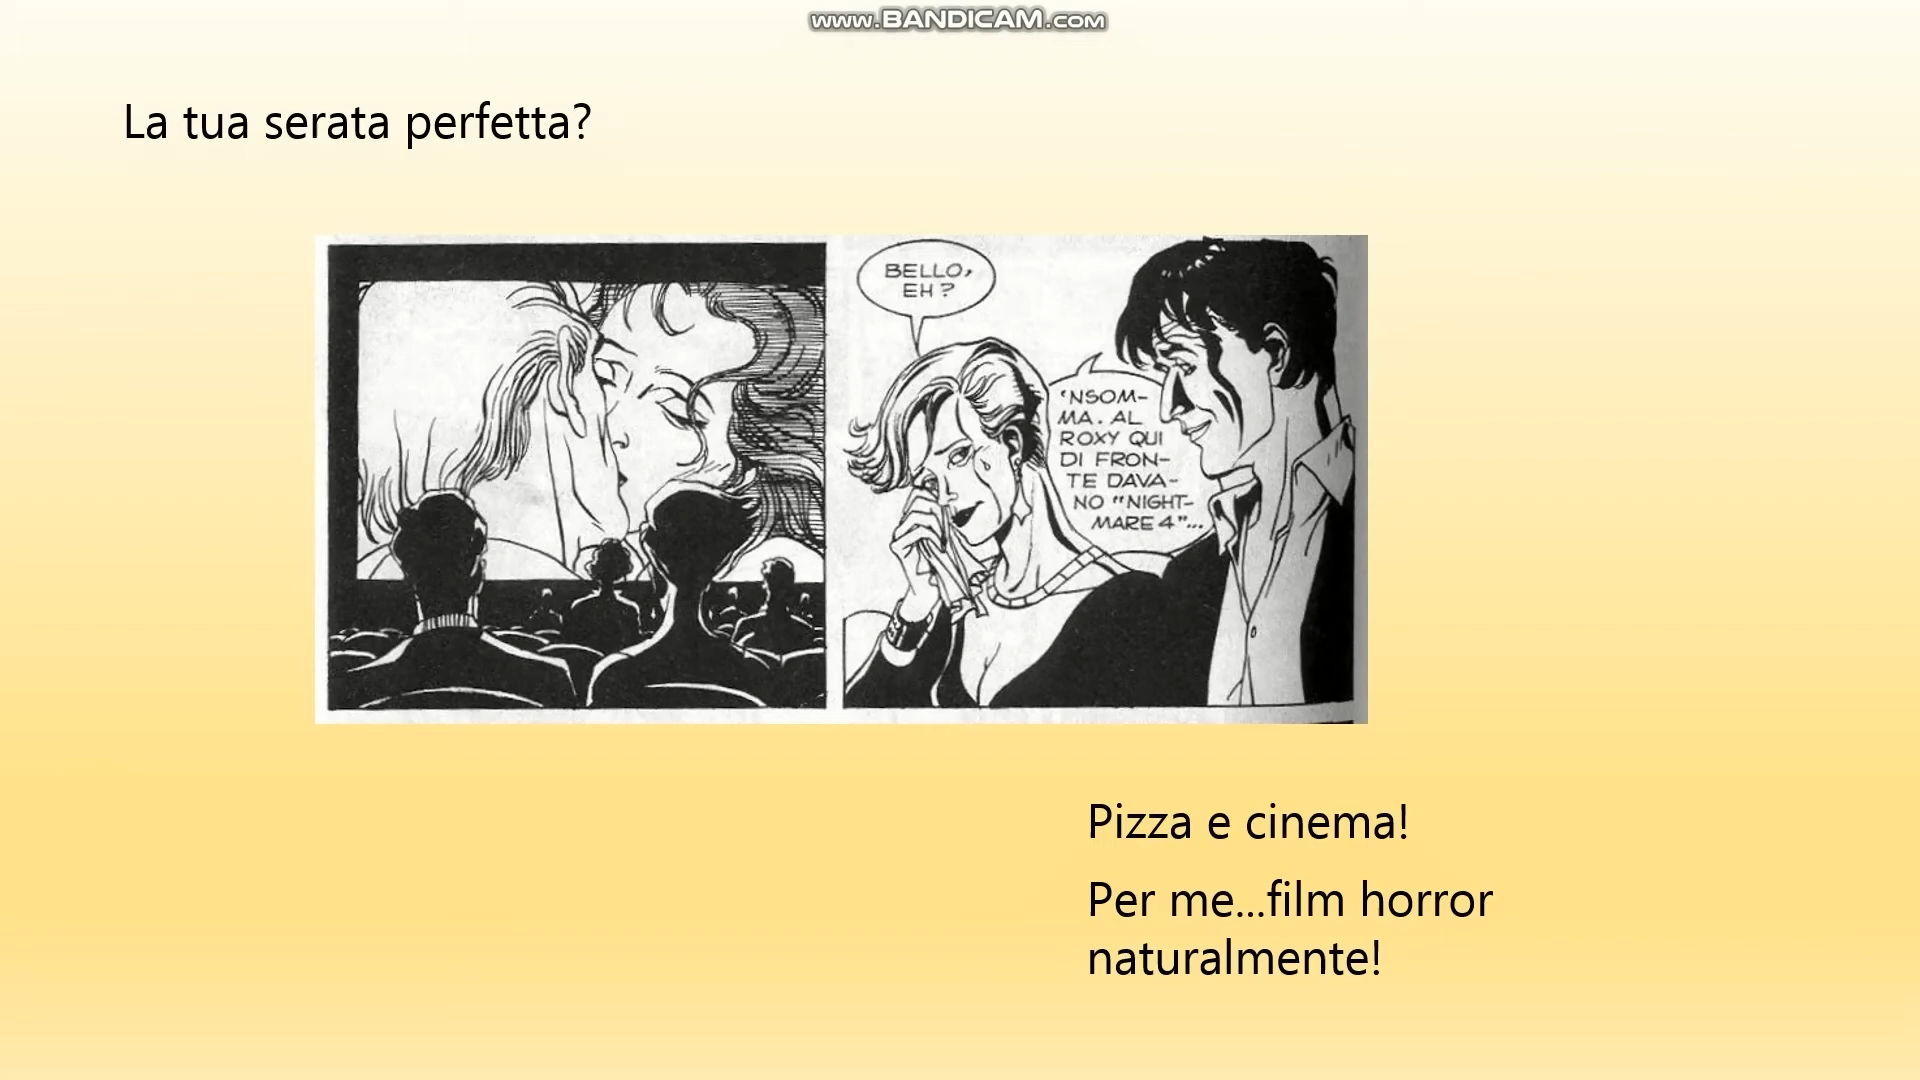 www.BANDICAM.com
La tua serata perfetta?
BELLO,
EH?
'NSOM-
MA. AL
ROXY QUI
DI FRON-
TE DAVA-
NO "NIGHT-
MARE 4"...
Pizza e cinema!
Per me...film horror
naturalmente!